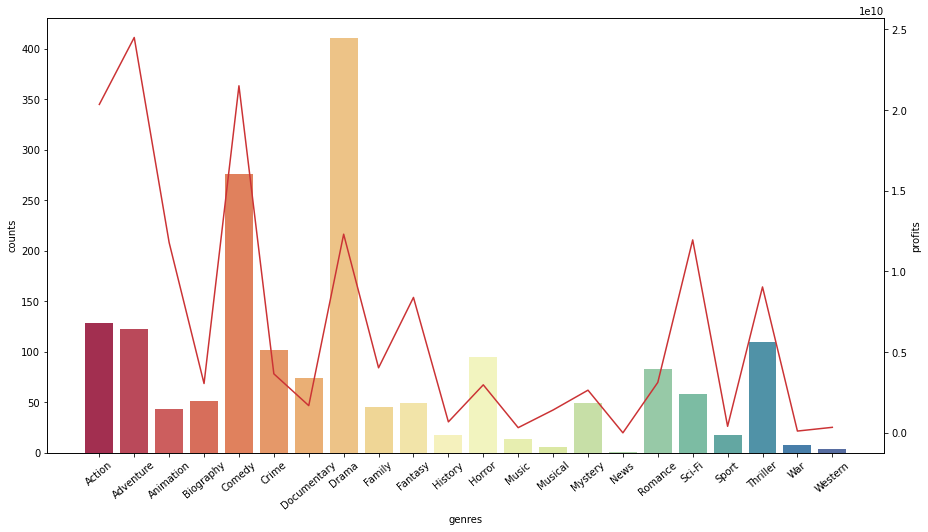 1e10
400
350
300
250
200
150
100
50
0
counts
2.5
2.0
1.5
1.0
0.5
0.0
profits
Action
Adventure
Animation
Biography
Comedy
Crime
Documentary
Drama
Family
Fantasy
History
Horror
Music
Musical
Mystery
News
Romance
Sci-Fi
Sport
Thriller
War
Western
genres